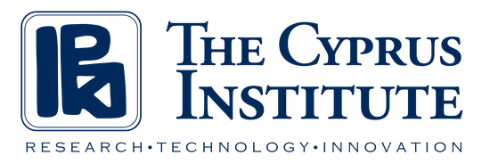 THE CYPRUS
INSTITUTE
RESEARCH•TECHNOLOGY•INNOVATION